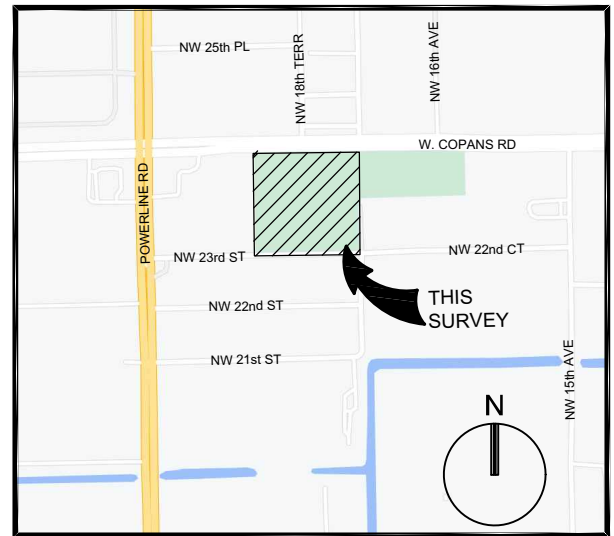 NW 25th PL
NW 18th TERR
NW 16th AVE
W. COPANS RD
POWERLINE RD
NW 23rd ST
NW 22nd CT
THIS
SURVEY
NW 22nd ST
NW 21st ST
NW 15th AVE
N